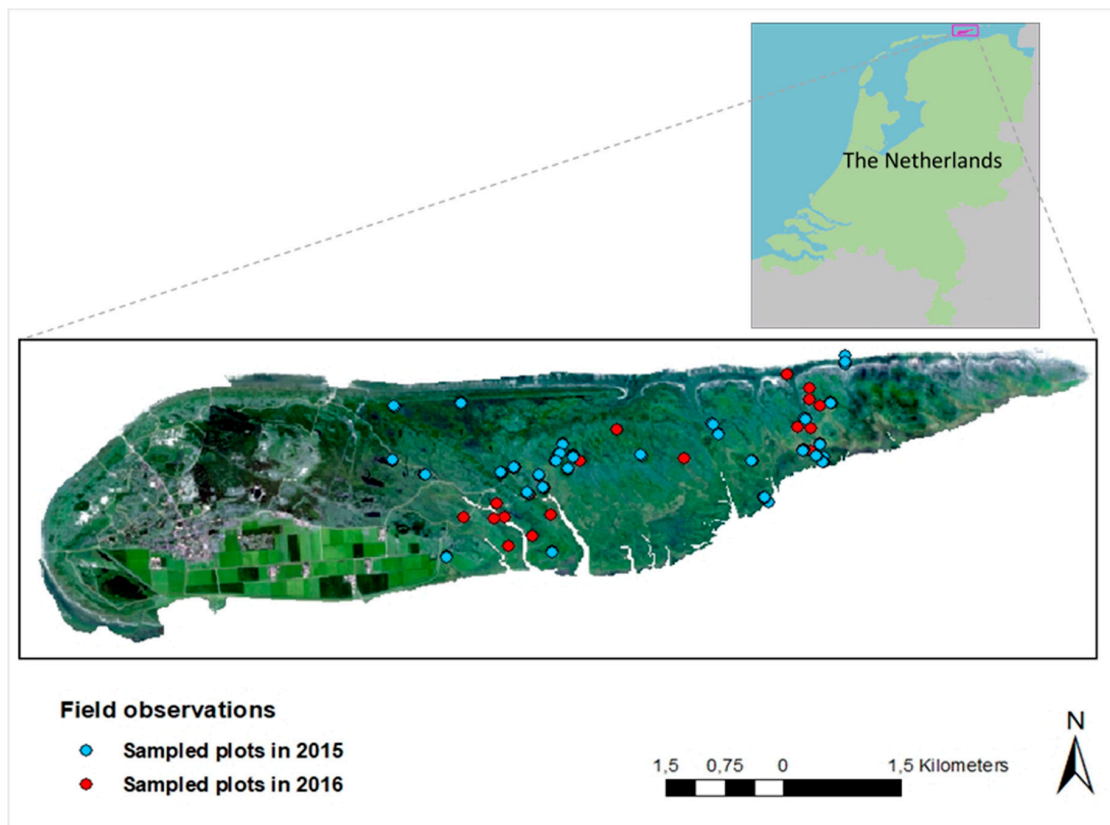 The Netherlands
Field observations
Sampled plots in 2015
Sampled plots in 2016
1,5 0,75 0 1,5 Kilometers
N